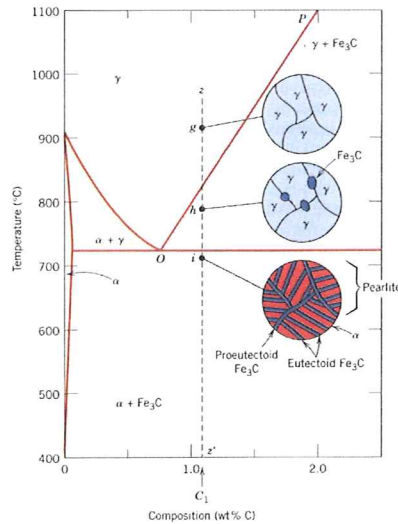 1100
P
γ + Fe₃C
1000
γ
z
g
γ γ
γ γ
900
Fe₃C
γ
γ
γ
γ
800
h
α + γ
700
O
i
Pearlite
α
α
600
Proeutectoid
Fe₃C
Eutectoid Fe₃C
500
α + Fe₃C
z'
400
0
1.0
2.0
C₁
Temperature (°C)
Composition (wt% C)